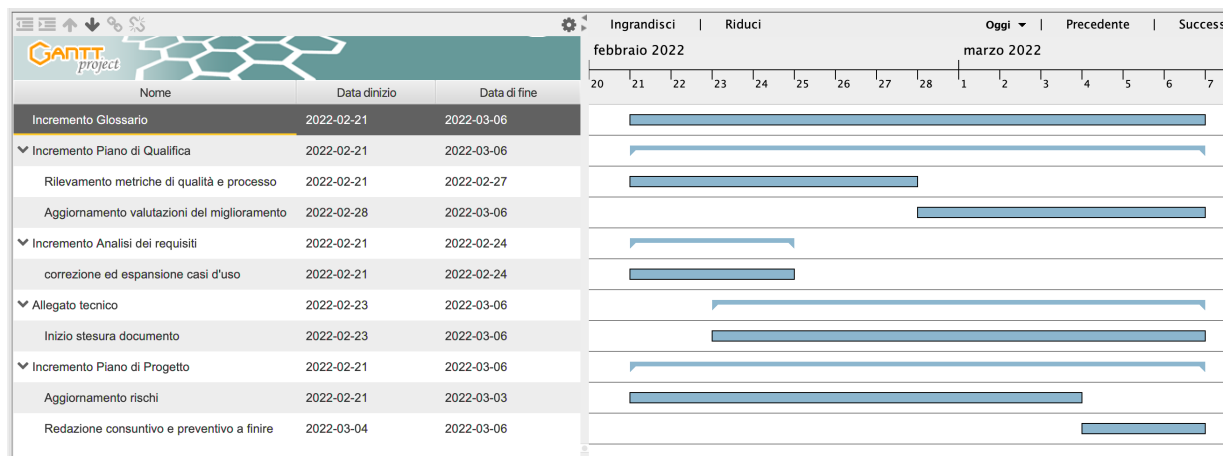 Ingrandisci | Riduci Oggi | Precedente | Success
GANTT project
febbraio 2022 marzo 2022
20 21 22 23 24 25 26 27 28 1 2 3 4 5 6 7
Nome Data dinizio Data di fine
Incremento Glossario 2022-02-21 2022-03-06
Incremento Piano di Qualifica 2022-02-21 2022-03-06
Rilevamento metriche di qualità e processo 2022-02-21 2022-02-27
Aggiornamento valutazioni del miglioramento 2022-02-28 2022-03-06
Incremento Analisi dei requisiti 2022-02-21 2022-02-24
correzione ed espansione casi d'uso 2022-02-21 2022-02-24
Allegato tecnico 2022-02-23 2022-03-06
Inizio stesura documento 2022-02-23 2022-03-06
Incremento Piano di Progetto 2022-02-21 2022-03-06
Aggiornamento rischi 2022-02-21 2022-03-03
Redazione consuntivo e preventivo a finire 2022-03-04 2022-03-06